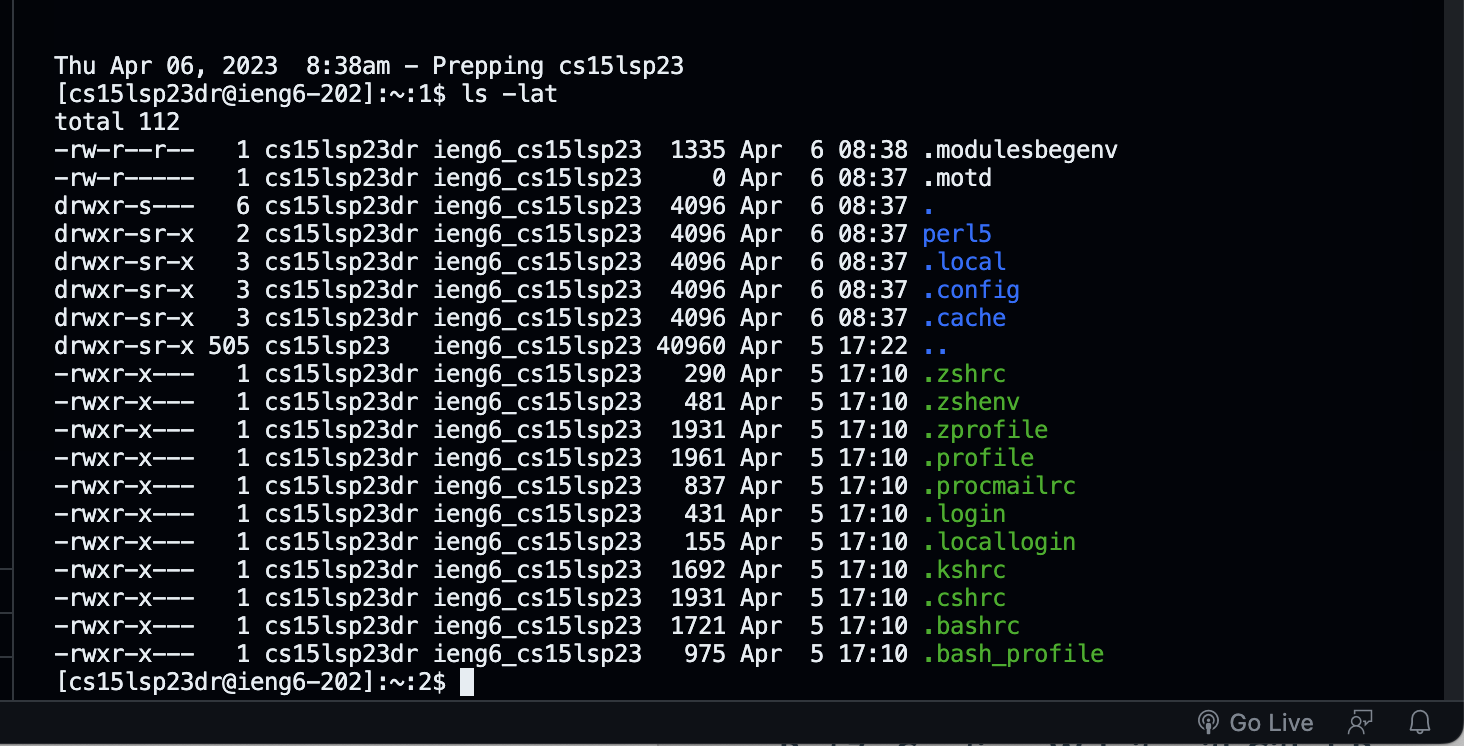 Thu Apr 06, 2023  8:38am - Prepping cs15lsp23
[cs15lsp23dr@ieng6-202]:~:1$ ls -lat
total 112
-rw-r--r--   1 cs15lsp23dr ieng6_cs15lsp23  1335 Apr  6 08:38 .modulesbegenv
-rw-r-----   1 cs15lsp23dr ieng6_cs15lsp23     0 Apr  6 08:37 .motd
drwxr-s---   6 cs15lsp23dr ieng6_cs15lsp23  4096 Apr  6 08:37 .
drwxr-sr-x   2 cs15lsp23dr ieng6_cs15lsp23  4096 Apr  6 08:37 perl5
drwxr-sr-x   3 cs15lsp23dr ieng6_cs15lsp23  4096 Apr  6 08:37 .local
drwxr-sr-x   3 cs15lsp23dr ieng6_cs15lsp23  4096 Apr  6 08:37 .config
drwxr-sr-x   3 cs15lsp23dr ieng6_cs15lsp23  4096 Apr  6 08:37 .cache
drwxr-sr-x 505 cs15lsp23   ieng6_cs15lsp23 40960 Apr  5 17:22 ..
-rwxr-x---   1 cs15lsp23dr ieng6_cs15lsp23   290 Apr  5 17:10 .zshrc
-rwxr-x---   1 cs15lsp23dr ieng6_cs15lsp23   481 Apr  5 17:10 .zshenv
-rwxr-x---   1 cs15lsp23dr ieng6_cs15lsp23  1931 Apr  5 17:10 .zprofile
-rwxr-x---   1 cs15lsp23dr ieng6_cs15lsp23  1961 Apr  5 17:10 .profile
-rwxr-x---   1 cs15lsp23dr ieng6_cs15lsp23   837 Apr  5 17:10 .procmailrc
-rwxr-x---   1 cs15lsp23dr ieng6_cs15lsp23   431 Apr  5 17:10 .login
-rwxr-x---   1 cs15lsp23dr ieng6_cs15lsp23   155 Apr  5 17:10 .locallogin
-rwxr-x---   1 cs15lsp23dr ieng6_cs15lsp23  1692 Apr  5 17:10 .kshrc
-rwxr-x---   1 cs15lsp23dr ieng6_cs15lsp23  1931 Apr  5 17:10 .cshrc
-rwxr-x---   1 cs15lsp23dr ieng6_cs15lsp23  1721 Apr  5 17:10 .bashrc
-rwxr-x---   1 cs15lsp23dr ieng6_cs15lsp23   975 Apr  5 17:10 .bash_profile
[cs15lsp23dr@ieng6-202]:~:2$
Go Live